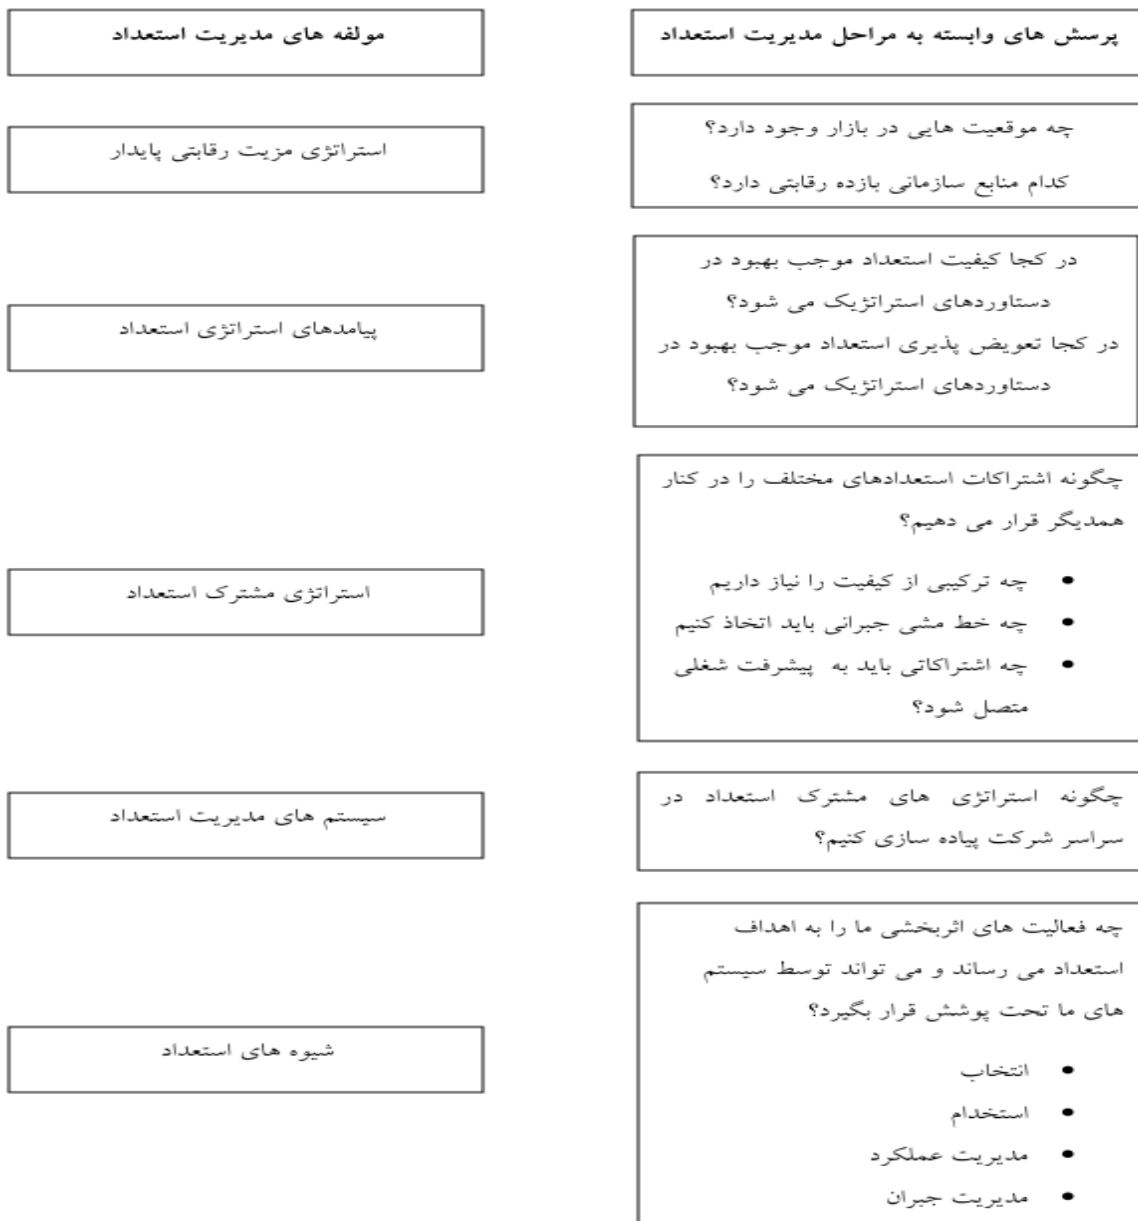 پرسش های وابسته به مراحل مدیریت استعداد
مولفه های مدیریت استعداد
چه موقعیت هایی در بازار وجود دارد؟
کدام منابع سازمانی بازده رقابتی دارد؟
استراتژی مزیت رقابتی پایدار
در کجا کیفیت استعداد موجب بهبود در
دستاوردهای استراتژیک می شود؟
در کجا تعویض پذیری استعداد موجب بهبود در
دستاوردهای استراتژیک می شود؟
پیامدهای استراتژی استعداد
چگونه اشتراکات استعدادهای مختلف را در کنار
همدیگر قرار می دهیم؟
• چه ترکیبی از کیفیت را نیاز داریم
• چه خط مشی جبرانی باید اتخاذ کنیم
• چه اشتراکاتی باید به پیشرفت شغلی
متصل شود؟
استراتژی مشترک استعداد
چگونه استراتژی های مشترک استعداد در
سراسر شرکت پیاده سازی کنیم؟
سیستم های مدیریت استعداد
چه فعالیت های اثربخشی ما را به اهداف
استعداد می رساند و می تواند توسط سیستم
های ما تحت پوشش قرار بگیرد؟
• انتخاب
• استخدام
• مدیریت عملکرد
• مدیریت جبران
شیوه های استعداد